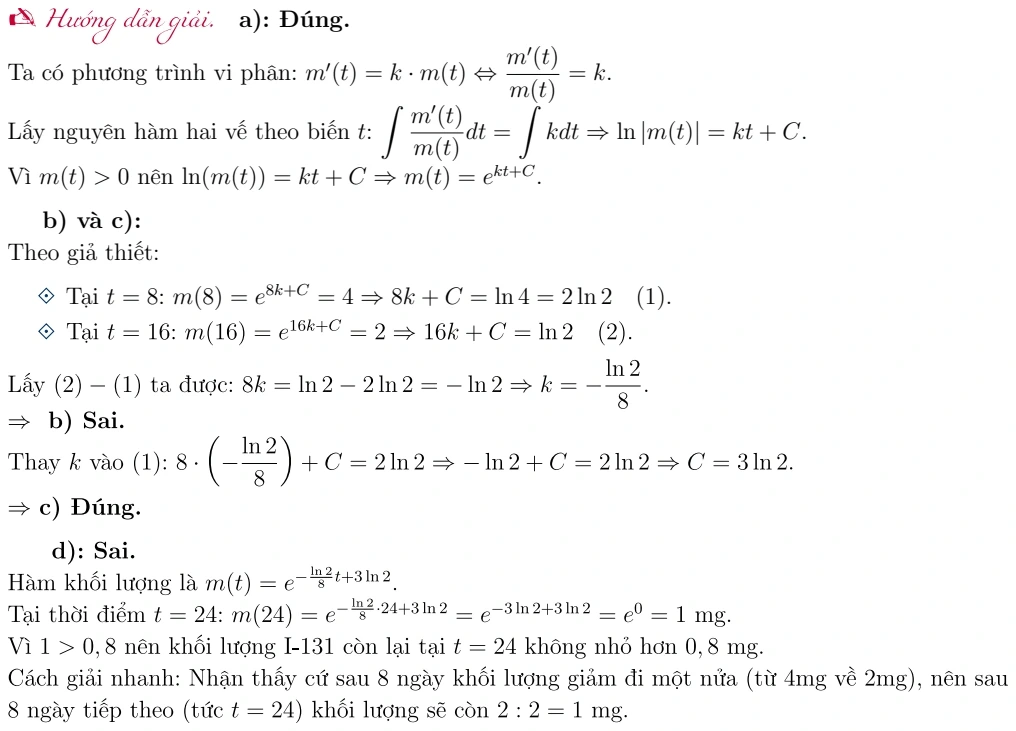 Hướng dẫn giải. a): Đúng.
Ta có phương trình vi phân: m′(t) = k · m(t) ⇔ m′(t)/m(t) = k.
Lấy nguyên hàm hai vế theo biến t: ∫ m′(t)/m(t) dt = ∫ kdt ⇒ ln |m(t)| = kt + C.
Vì m(t) > 0 nên ln(m(t)) = kt + C ⇒ m(t) = e^{kt+C}.
b) và c):
Theo giả thiết:
◇ Tại t = 8: m(8) = e^{8k+C} = 4 ⇒ 8k + C = ln 4 = 2 ln 2 (1).
◇ Tại t = 16: m(16) = e^{16k+C} = 2 ⇒ 16k + C = ln 2 (2).
Lấy (2) − (1) ta được: 8k = ln 2 − 2 ln 2 = − ln 2 ⇒ k = −ln 2/8.
⇒ b) Sai.
Thay k vào (1): 8 · (−ln 2/8) + C = 2 ln 2 ⇒ − ln 2 + C = 2 ln 2 ⇒ C = 3 ln 2.
⇒ c) Đúng.
d): Sai.
Hàm khối lượng là m(t) = e^{−ln 2/8 t+3 ln 2}.
Tại thời điểm t = 24: m(24) = e^{−ln 2/8·24+3 ln 2} = e^{−3 ln 2+3 ln 2} = e^{0} = 1 mg.
Vì 1 > 0, 8 nên khối lượng I-131 còn lại tại t = 24 không nhỏ hơn 0, 8 mg.
Cách giải nhanh: Nhận thấy cứ sau 8 ngày khối lượng giảm đi một nửa (từ 4mg về 2mg), nên sau
8 ngày tiếp theo (tức t = 24) khối lượng sẽ còn 2 : 2 = 1 mg.